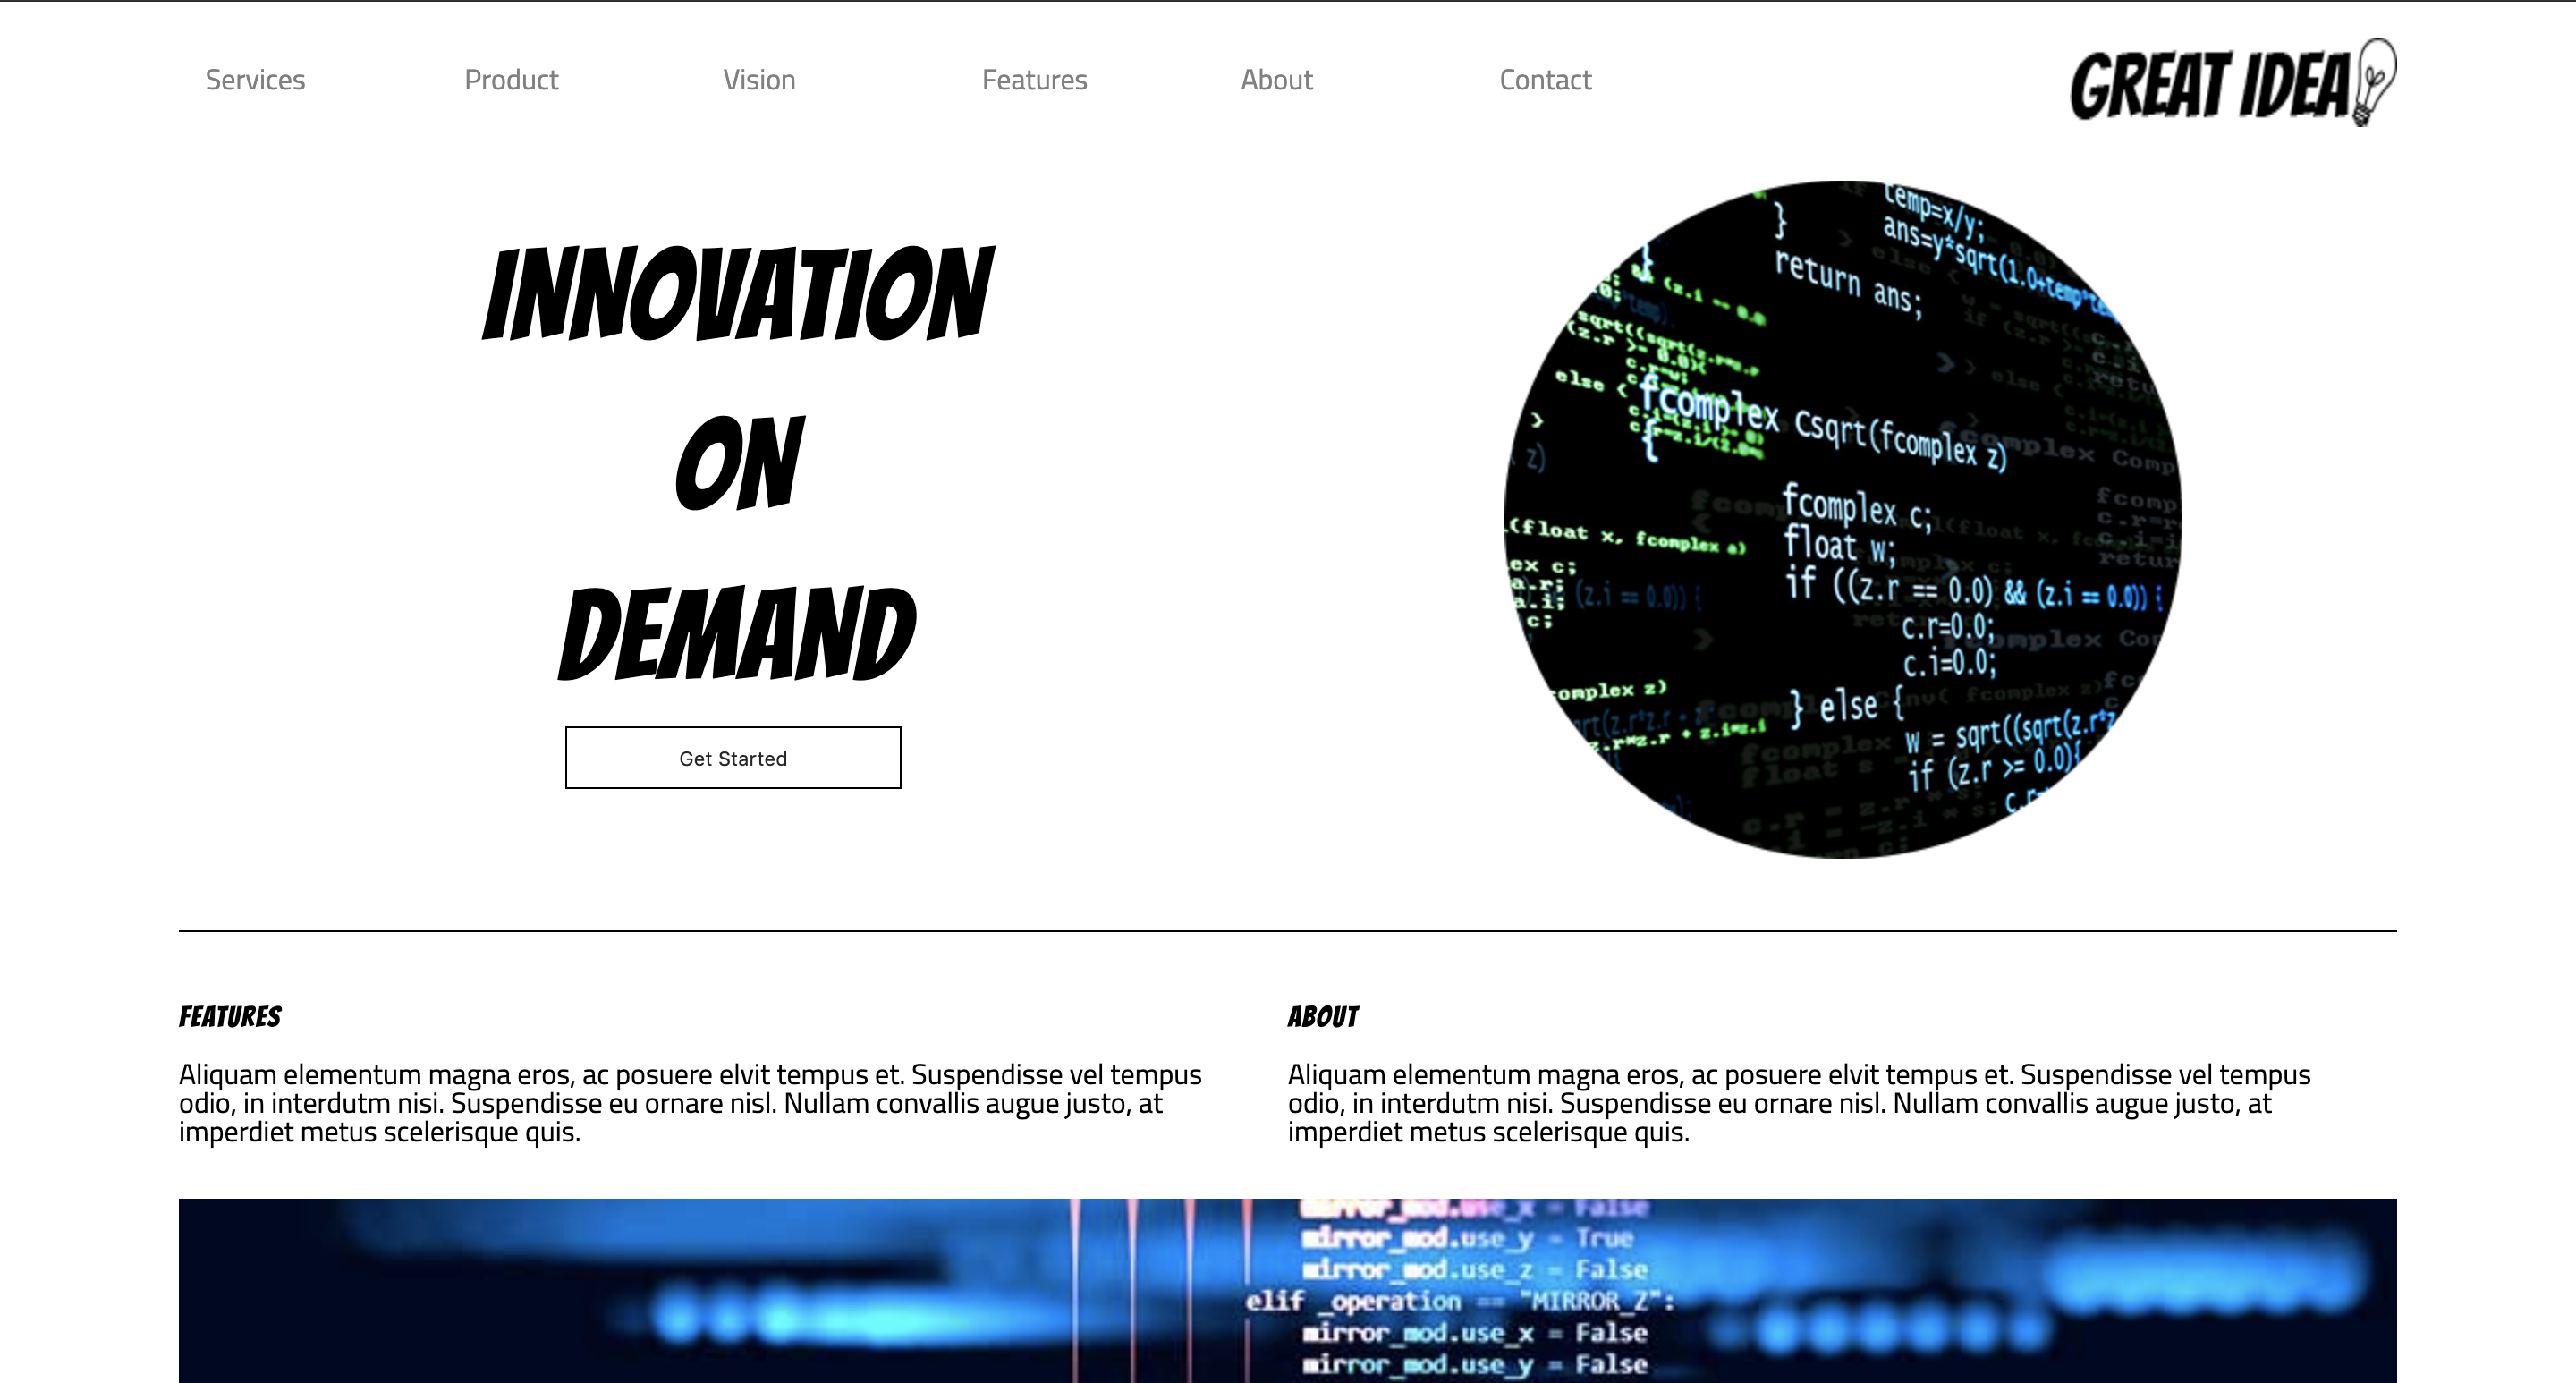 Services
Product
Vision
Features
About
Contact
GREAT IDEA
INNOVATION
ON
DEMAND
Get Started
temp=x/y;
ans=y*sqrt(1.0+temp*
}
return ans;
fcomplex Csqrt(fcomplex z)
{
fcomplex c;
float w;
if ((z.r == 0.0) && (z.i == 0.0)) {
c.r=0.0;
c.i=0.0;
} else {
w = sqrt((sqrt(z.r*z
if (z.r >= 0.0){
else {
(float x, fcomplex a)
ex c;
a.r;
a.i;
c;
complex z)
z.r*z.r + z.i*z.i
FEATURES
Aliquam elementum magna eros, ac posuere elvit tempus et. Suspendisse vel tempus
odio, in interdutm nisi. Suspendisse eu ornare nisl. Nullam convallis augue justo, at
imperdiet metus scelerisque quis.
ABOUT
Aliquam elementum magna eros, ac posuere elvit tempus et. Suspendisse vel tempus
odio, in interdutm nisi. Suspendisse eu ornare nisl. Nullam convallis augue justo, at
imperdiet metus scelerisque quis.
mirror_mod.use_x = False
mirror_mod.use_y = True
mirror_mod.use_z = False
elif _operation == "MIRROR_Z":
mirror_mod.use_x = False
mirror_mod.use_y = False